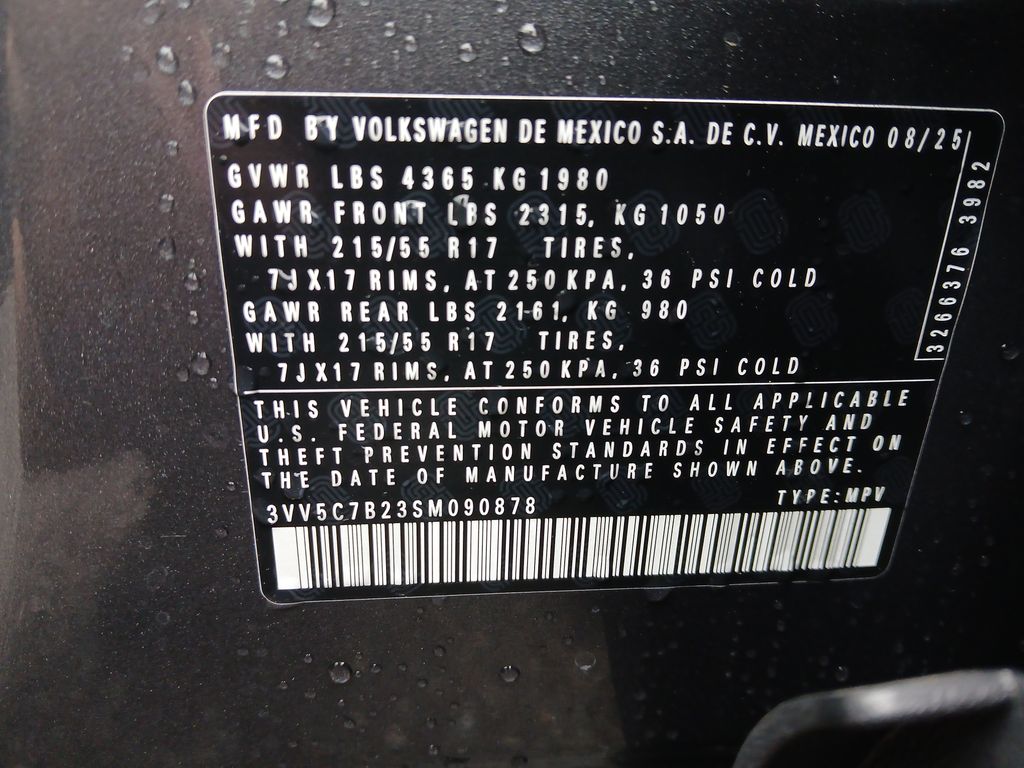 MFD BY VOLKSWAGEN DE MEXICO S.A. DE C.V. MEXICO 08/25
GVWR LBS 4365 KG 1980
GAWR FRONT LBS 2315, KG 1050
WITH 215/55 R17 TIRES,
7JX17 RIMS, AT 250 KPA, 36 PSI COLD
GAWR REAR LBS 2161, KG 980
WITH 215/55 R17 TIRES,
7JX17 RIMS, AT 250 KPA, 36 PSI COLD
3266376 3982
THIS VEHICLE CONFORMS TO ALL APPLICABLE
U.S. FEDERAL MOTOR VEHICLE SAFETY AND
THEFT PREVENTION STANDARDS IN EFFECT ON
THE DATE OF MANUFACTURE SHOWN ABOVE.
3VV5C7B23SM090878 TYPE: MPV